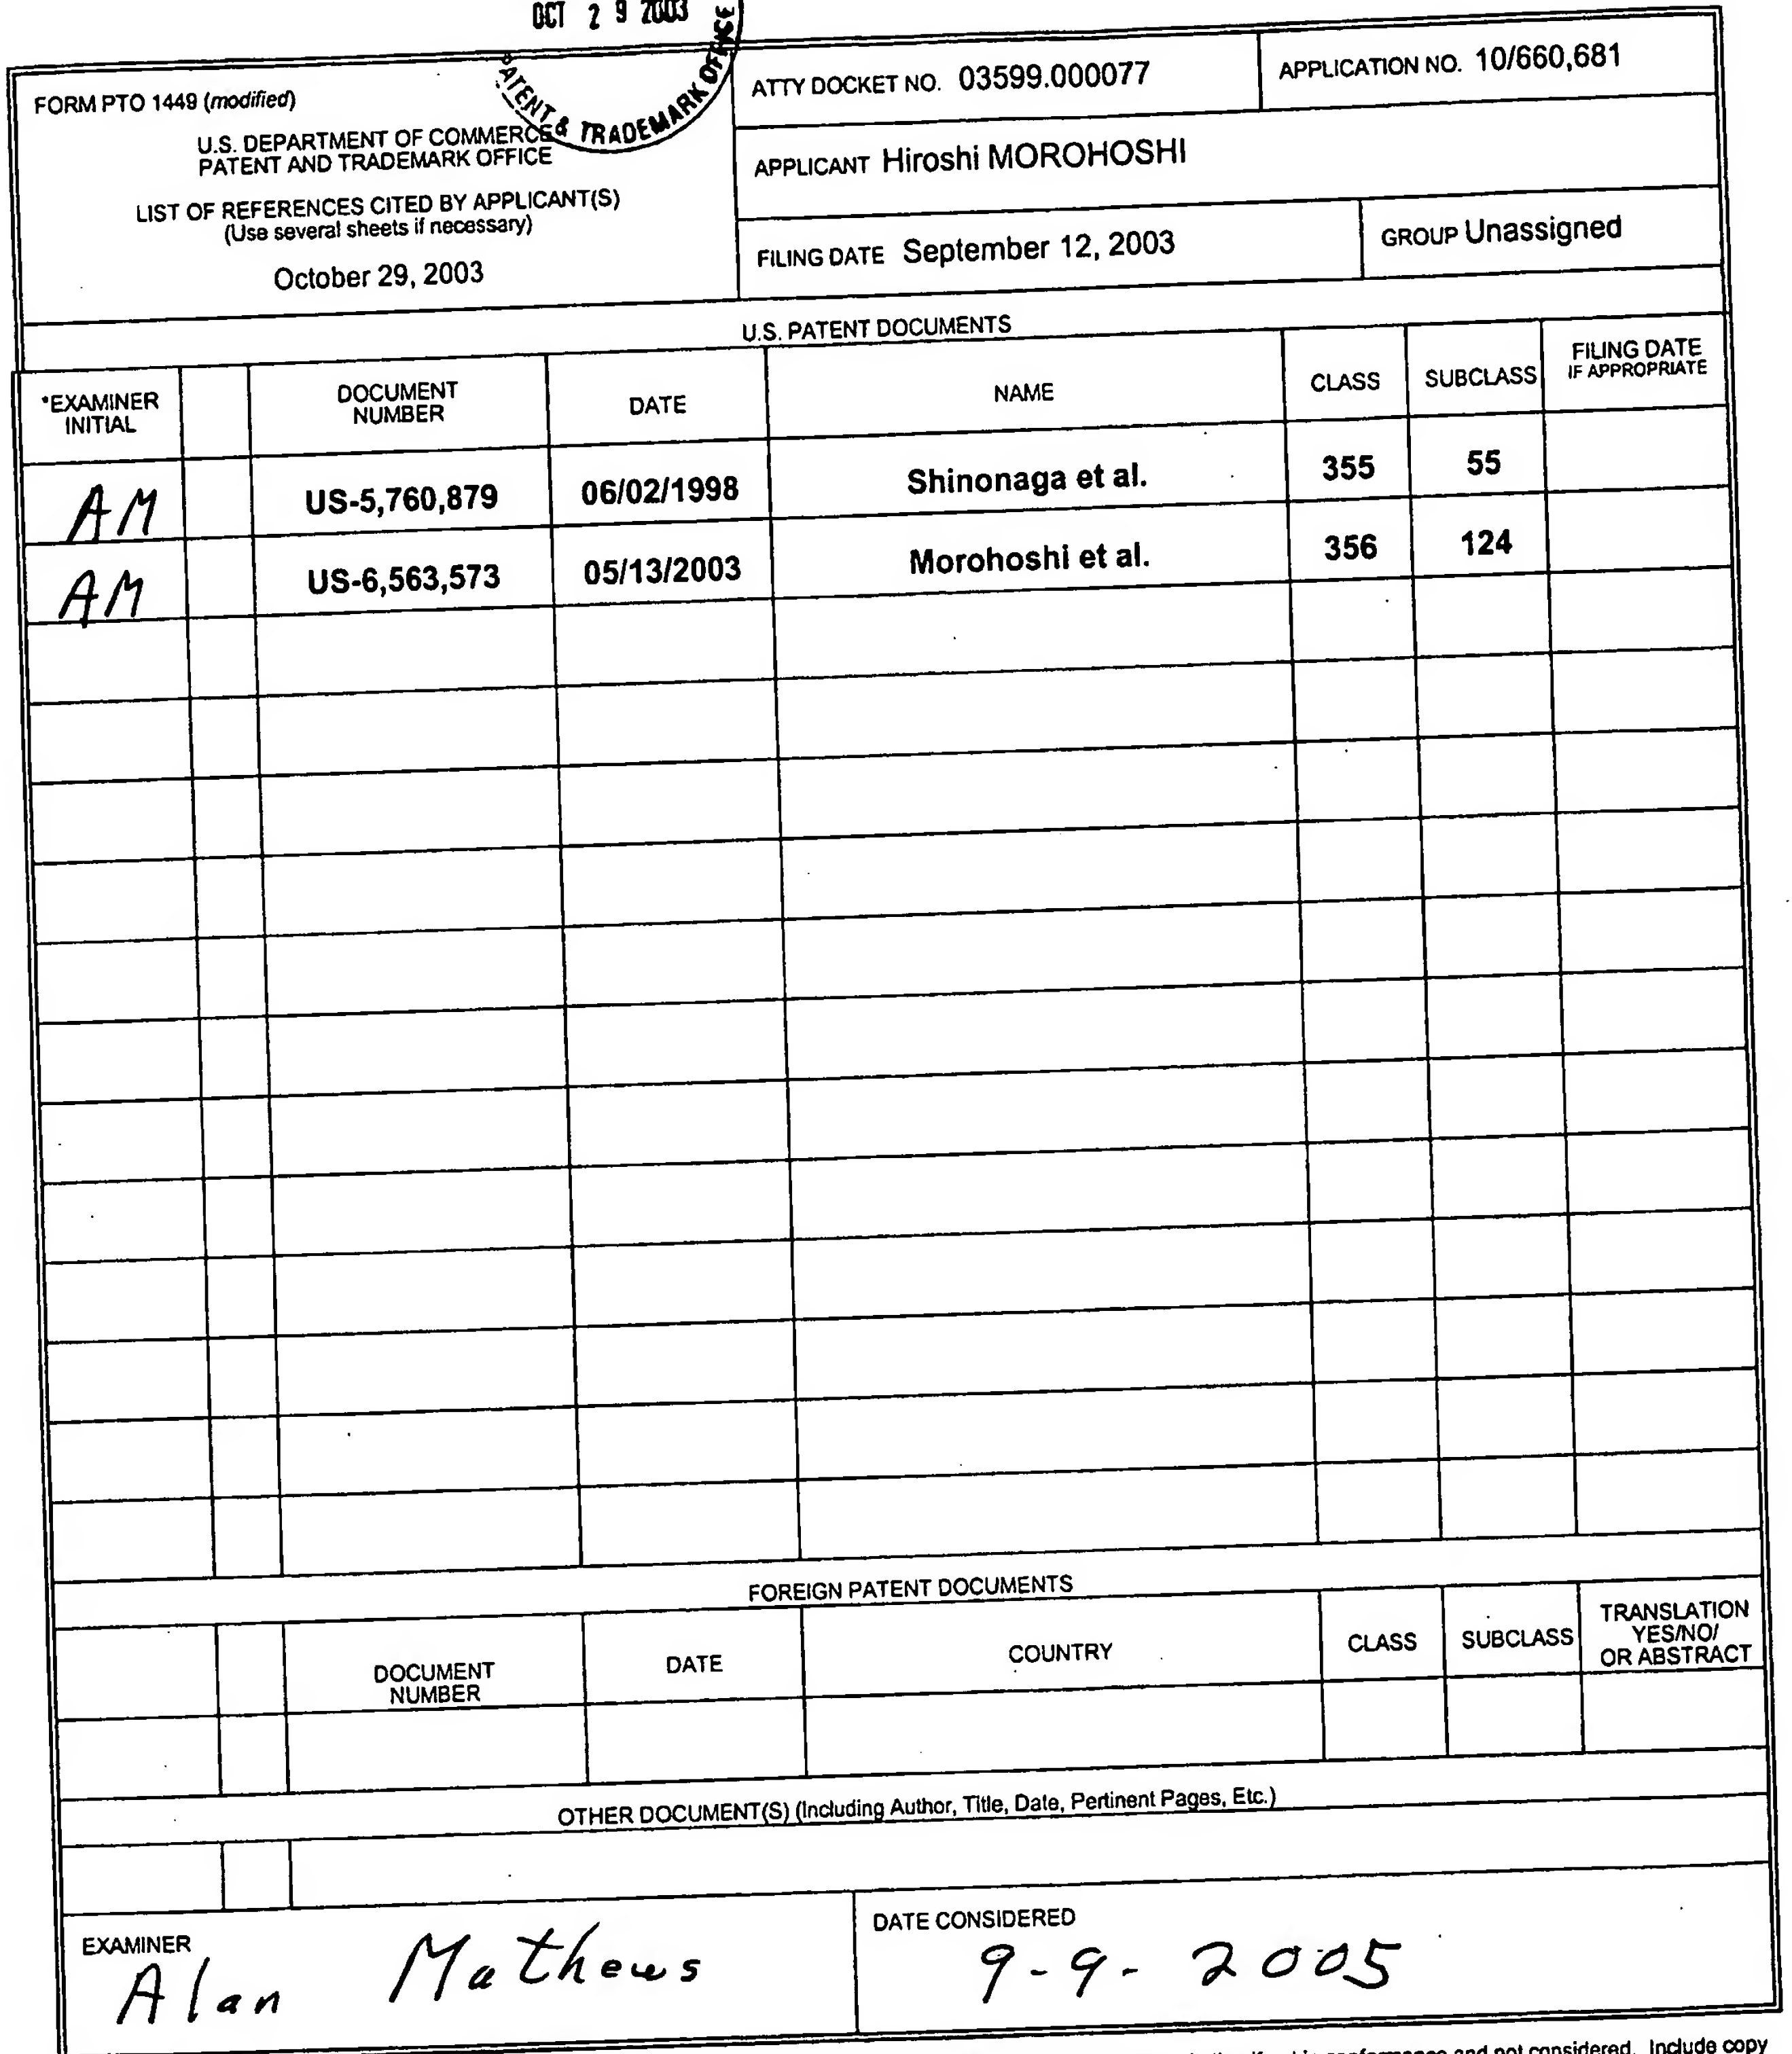 OCT 2 9 2003
PATENT & TRADEMARK OFFICE
FORM PTO 1449 (modified)
U.S. DEPARTMENT OF COMMERCE
PATENT AND TRADEMARK OFFICE
LIST OF REFERENCES CITED BY APPLICANT(S)
(Use several sheets if necessary)
October 29, 2003
ATTY DOCKET NO. 03599.000077
APPLICATION NO. 10/660,681
APPLICANT Hiroshi MOROHOSHI
FILING DATE September 12, 2003
GROUP Unassigned
U.S. PATENT DOCUMENTS
*EXAMINER
INITIAL
DOCUMENT
NUMBER
DATE
NAME
CLASS
SUBCLASS
FILING DATE
IF APPROPRIATE
AM US-5,760,879 06/02/1998 Shinonaga et al. 355 55
AM US-6,563,573 05/13/2003 Morohoshi et al. 356 124
FOREIGN PATENT DOCUMENTS
DOCUMENT
NUMBER
DATE
COUNTRY
CLASS
SUBCLASS
TRANSLATION
YES/NO/
OR ABSTRACT
OTHER DOCUMENT(S) (Including Author, Title, Date, Pertinent Pages, Etc.)
EXAMINER
Alan Mathews
DATE CONSIDERED
9-9-2005
and not considered. Include copy